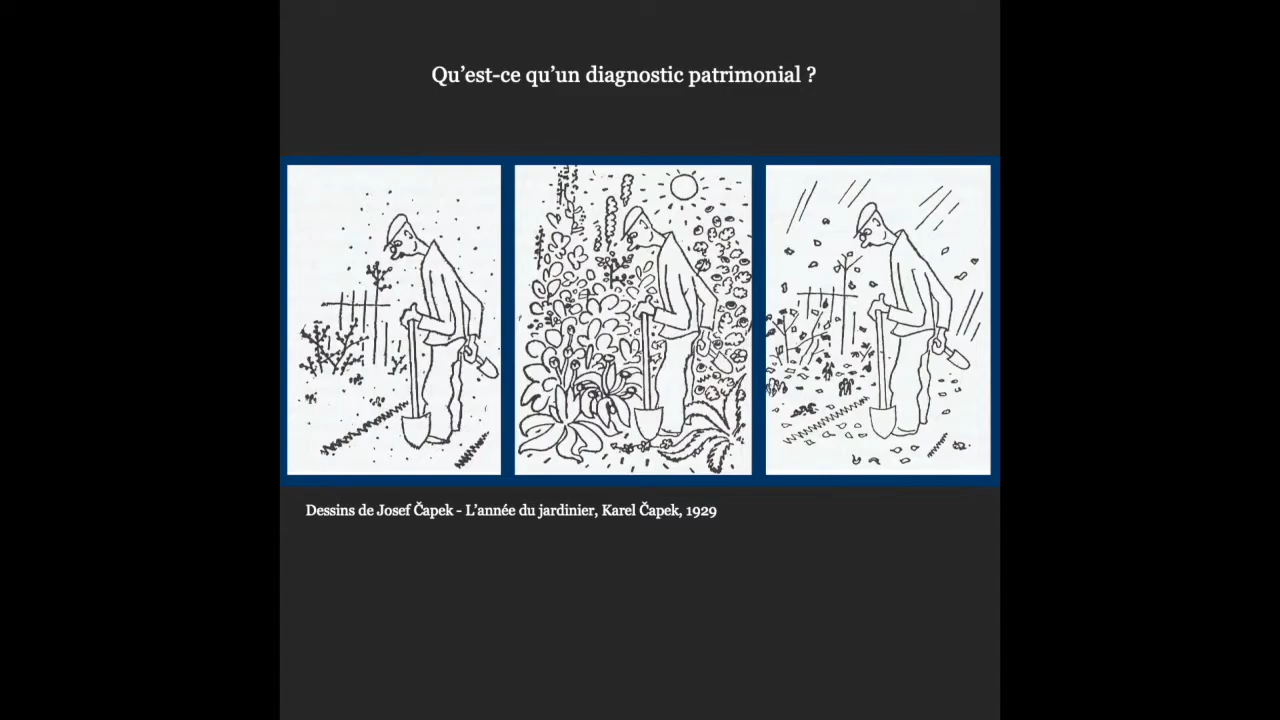 Qu’est-ce qu’un diagnostic patrimonial ?
Dessins de Josef Čapek - L’année du jardinier, Karel Čapek, 1929